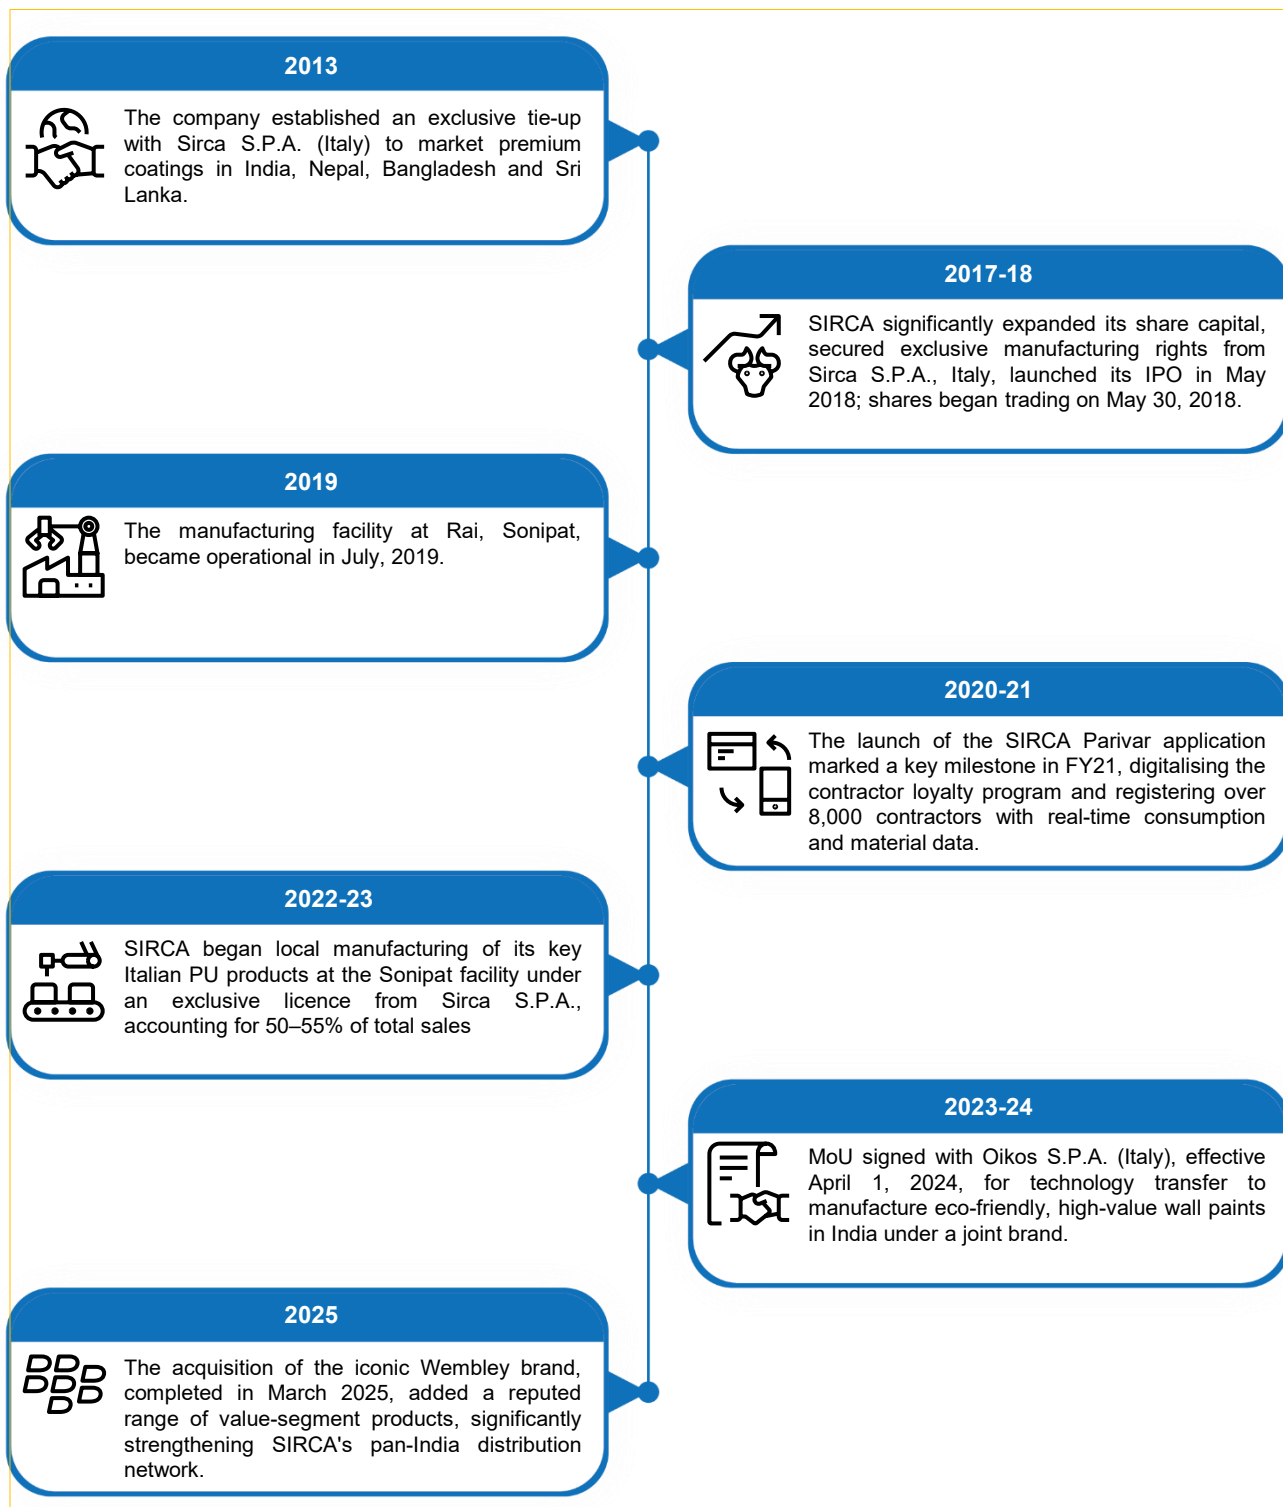 2013
The company established an exclusive tie-up
with Sirca S.P.A. (Italy) to market premium
coatings in India, Nepal, Bangladesh and Sri
Lanka.
2017-18
SIRCA significantly expanded its share capital,
secured exclusive manufacturing rights from
Sirca S.P.A., Italy, launched its IPO in May
2018; shares began trading on May 30, 2018.
2019
The manufacturing facility at Rai, Sonipat,
became operational in July, 2019.
2020-21
The launch of the SIRCA Parivar application
marked a key milestone in FY21, digitalising the
contractor loyalty program and registering over
8,000 contractors with real-time consumption
and material data.
2022-23
SIRCA began local manufacturing of its key
Italian PU products at the Sonipat facility under
an exclusive licence from Sirca S.P.A.,
accounting for 50–55% of total sales
2023-24
MoU signed with Oikos S.P.A. (Italy), effective
April 1, 2024, for technology transfer to
manufacture eco-friendly, high-value wall paints
in India under a joint brand.
2025
The acquisition of the iconic Wembley brand,
completed in March 2025, added a reputed
range of value-segment products, significantly
strengthening SIRCA's pan-India distribution
network.